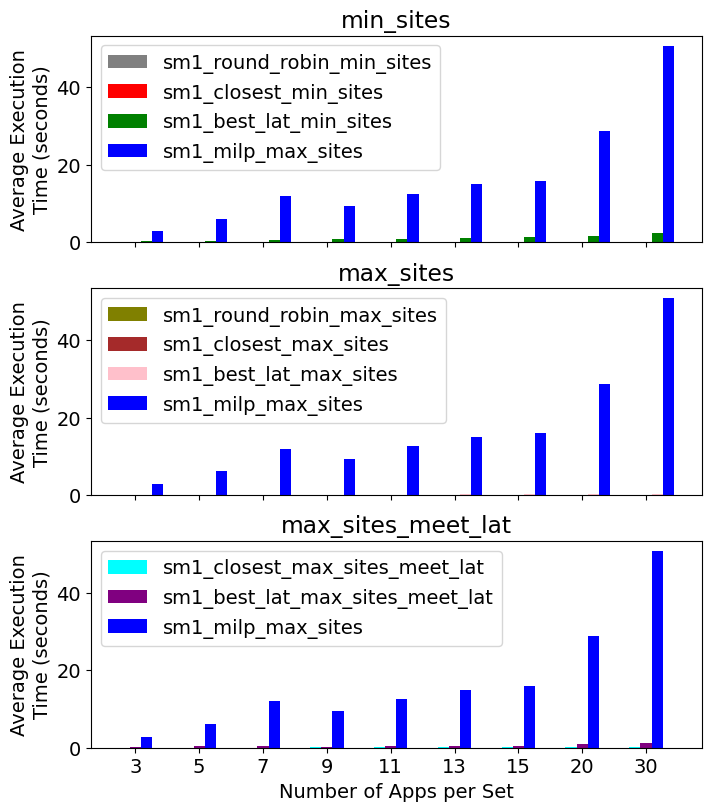 min_sites
Average Execution
Time (seconds)
40
20
0
sm1_round_robin_min_sites
sm1_closest_min_sites
sm1_best_lat_min_sites
sm1_milp_max_sites
max_sites
Average Execution
Time (seconds)
40
20
0
sm1_round_robin_max_sites
sm1_closest_max_sites
sm1_best_lat_max_sites
sm1_milp_max_sites
max_sites_meet_lat
Average Execution
Time (seconds)
40
20
0
sm1_closest_max_sites_meet_lat
sm1_best_lat_max_sites_meet_lat
sm1_milp_max_sites
3 5 7 9 11 13 15 20 30
Number of Apps per Set